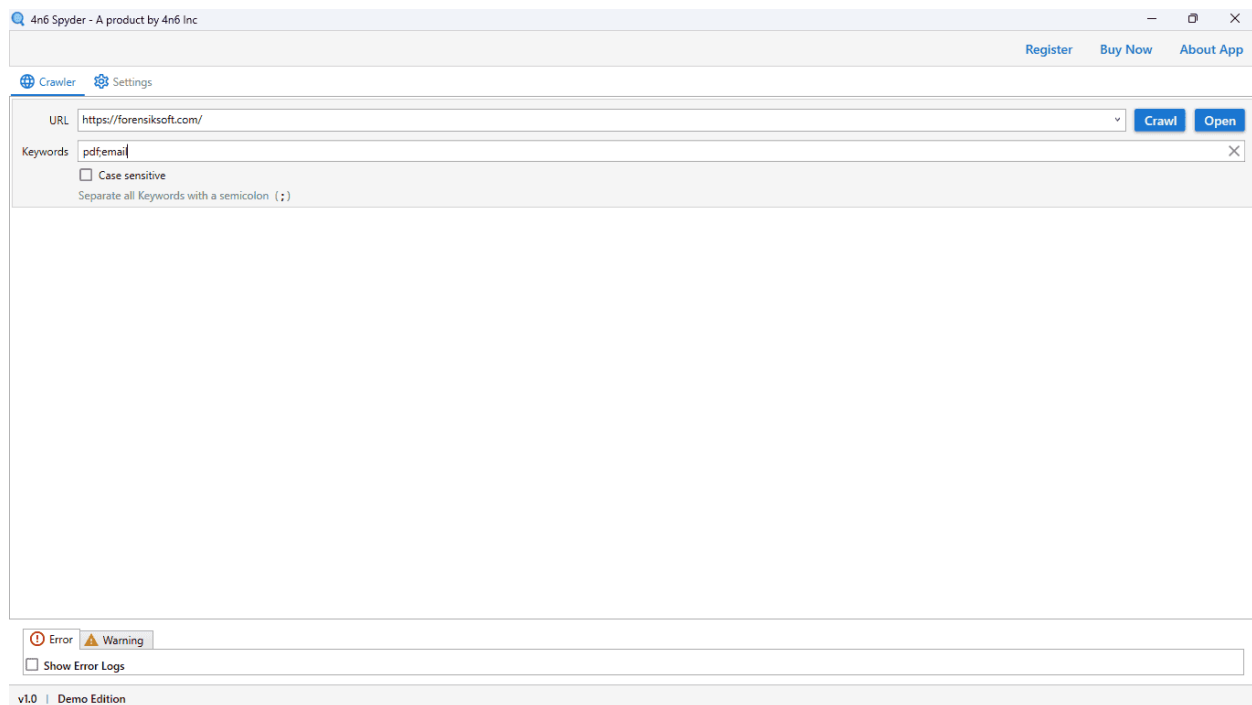 4n6 Spyder - A product by 4n6 Inc
Register Buy Now About App
Crawler Settings
URL https://forensiksoft.com/ Crawl Open
Keywords pdf;email
Case sensitive
Separate all Keywords with a semicolon (;)
Error Warning
Show Error Logs
v1.0 | Demo Edition